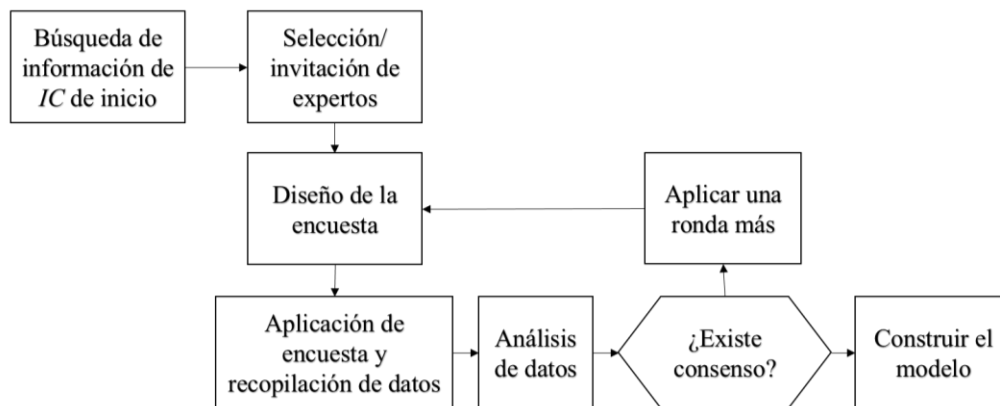 Búsqueda de
información de
IC de inicio
Selección/
invitación de
expertos
Diseño de la
encuesta
Aplicar una
ronda más
Aplicación de
encuesta y
recopilación de datos
Análisis
de datos
¿Existe
consenso?
Construir el
modelo